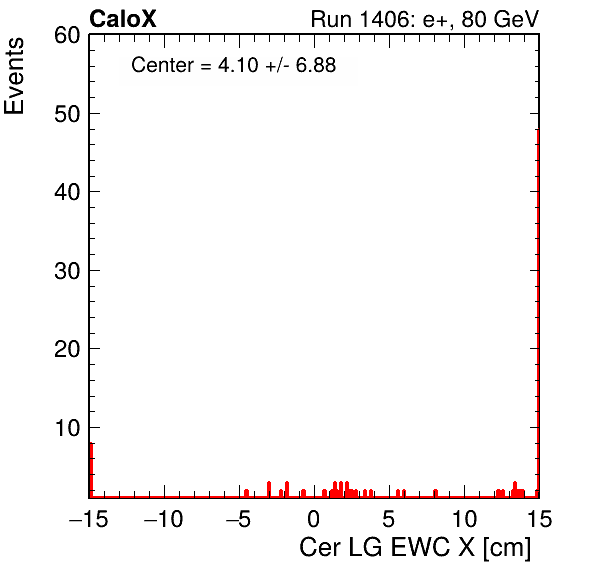 CaloX Run 1406: e+, 80 GeV
Events
Center = 4.10 +/- 6.88
60
50
40
30
20
10
−15 −10 −5 0 5 10 15
Cer LG EWC X [cm]